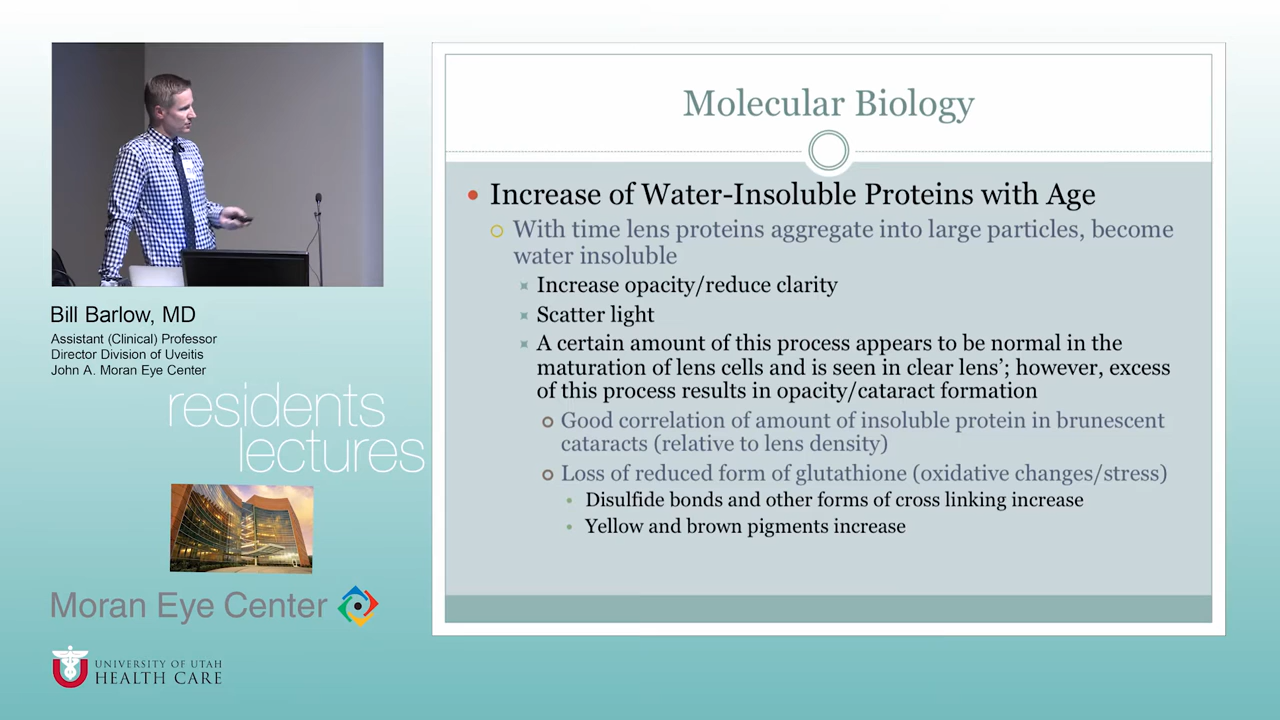 Bill Barlow, MD
Assistant (Clinical) Professor
Director Division of Uveitis
John A. Moran Eye Center
residents
lectures
Moran Eye Center
UNIVERSITY OF UTAH
HEALTH CARE
Molecular Biology
Increase of Water-Insoluble Proteins with Age
With time lens proteins aggregate into large particles, become
water insoluble
Increase opacity/reduce clarity
Scatter light
A certain amount of this process appears to be normal in the
maturation of lens cells and is seen in clear lens’; however, excess
of this process results in opacity/cataract formation
Good correlation of amount of insoluble protein in brunescent
cataracts (relative to lens density)
Loss of reduced form of glutathione (oxidative changes/stress)
Disulfide bonds and other forms of cross linking increase
Yellow and brown pigments increase